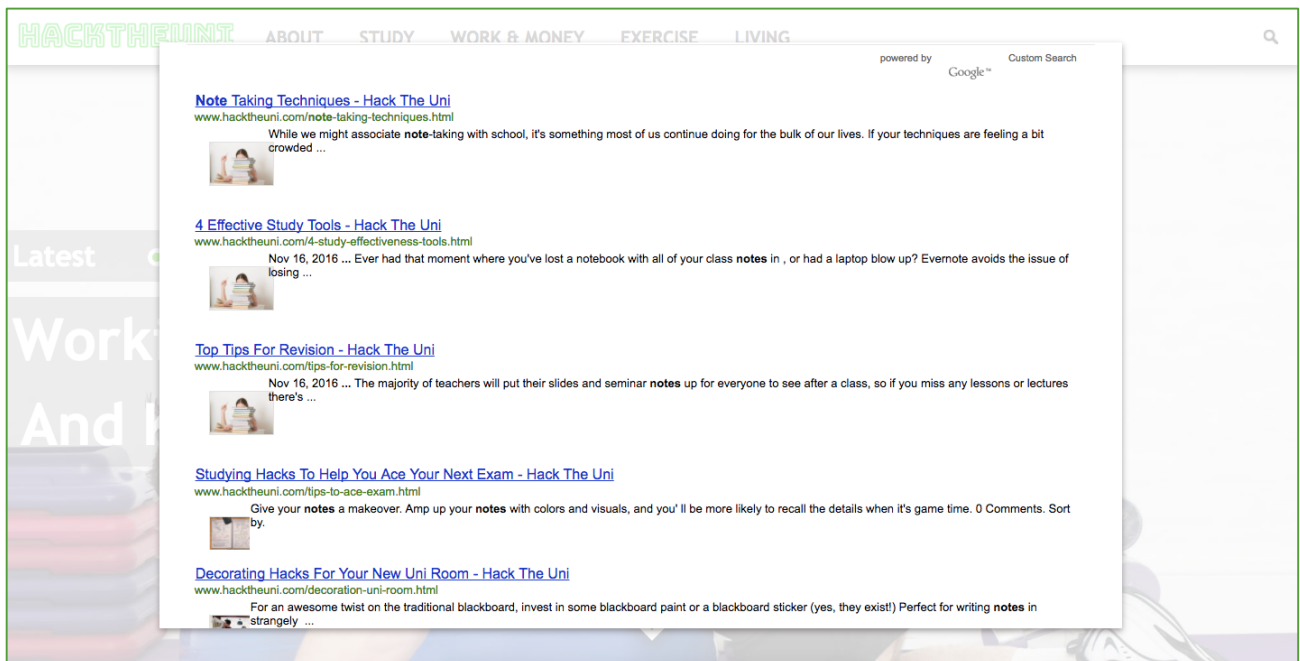 HACKTHEUNI ABOUT STUDY WORK & MONEY EXERCISE LIVING
powered by Google™ Custom Search
Note Taking Techniques - Hack The Uni
www.hacktheuni.com/note-taking-techniques.html
While we might associate note-taking with school, it's something most of us continue doing for the bulk of our lives. If your techniques are feeling a bit
crowded ...
4 Effective Study Tools - Hack The Uni
www.hacktheuni.com/4-study-effectiveness-tools.html
Nov 16, 2016 ... Ever had that moment where you've lost a notebook with all of your class notes in , or had a laptop blow up? Evernote avoids the issue of
losing ...
Latest
Top Tips For Revision - Hack The Uni
www.hacktheuni.com/tips-for-revision.html
Nov 16, 2016 ... The majority of teachers will put their slides and seminar notes up for everyone to see after a class, so if you miss any lessons or lectures
there's ...
Work
And
Studying Hacks To Help You Ace Your Next Exam - Hack The Uni
www.hacktheuni.com/tips-to-ace-exam.html
Give your notes a makeover. Amp up your notes with colors and visuals, and you' ll be more likely to recall the details when it's game time. 0 Comments. Sort
by.
Decorating Hacks For Your New Uni Room - Hack The Uni
www.hacktheuni.com/decoration-uni-room.html
For an awesome twist on the traditional blackboard, invest in some blackboard paint or a blackboard sticker (yes, they exist!) Perfect for writing notes in
strangely ...